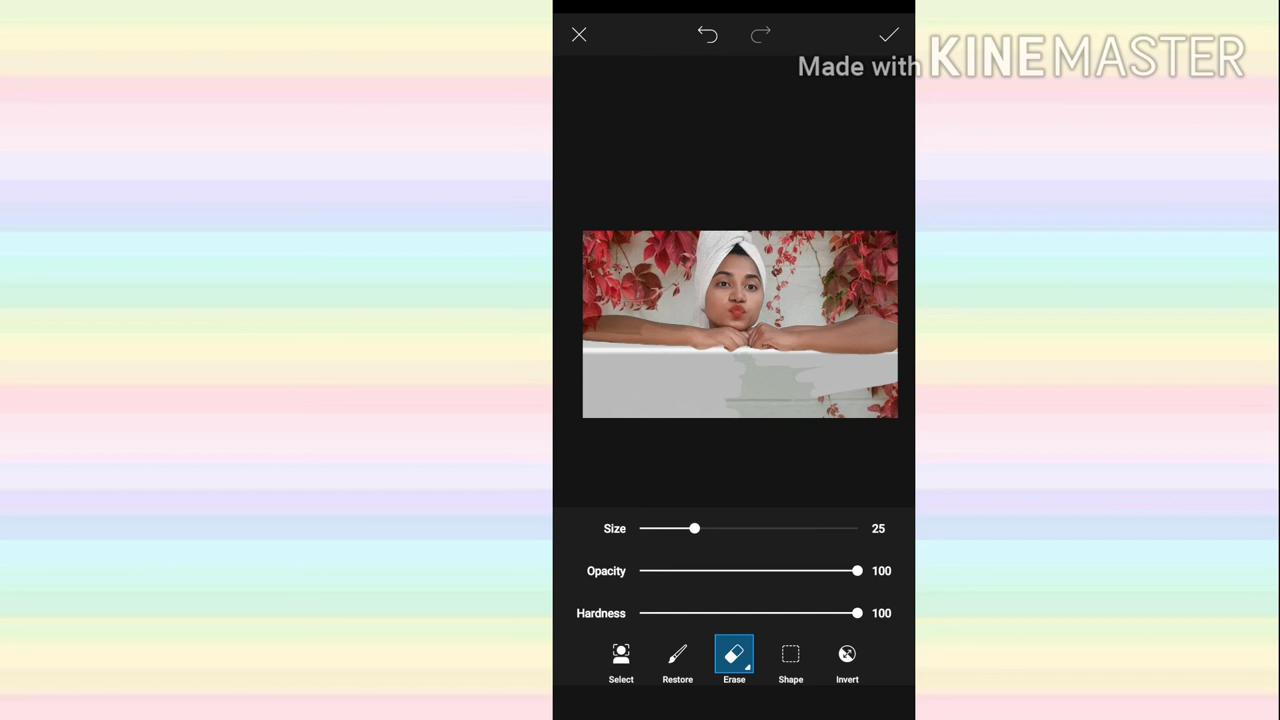 Made with KINEMASTER
Size 25
Opacity 100
Hardness 100
Select Restore Erase Shape Invert